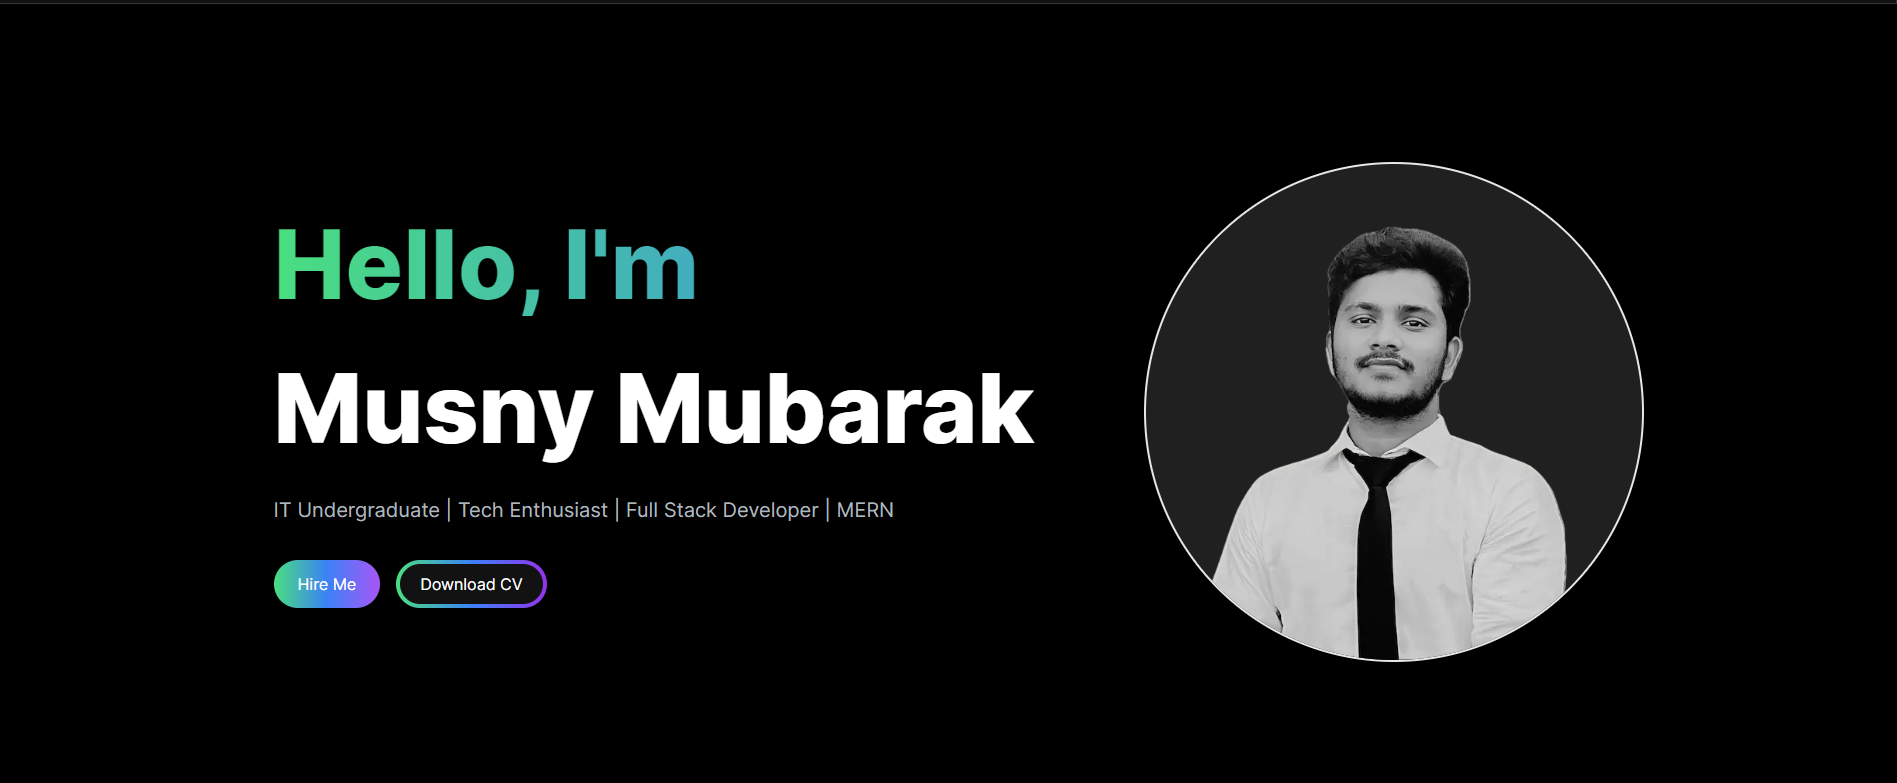 Hello, I'm
Musny Mubarak
IT Undergraduate | Tech Enthusiast | Full Stack Developer | MERN
Hire Me
Download CV